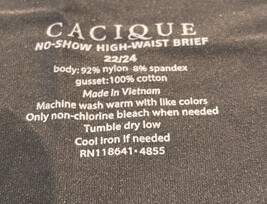 CACIQUE
NO-SHOW HIGH-WAIST BRIEF
22/24
body: 92% nylon 8% spandex
gusset: 100% cotton
Made in Vietnam
Machine wash warm with like colors
Only non-chlorine bleach when needed
Tumble dry low
Cool Iron If needed
RN118641-4855